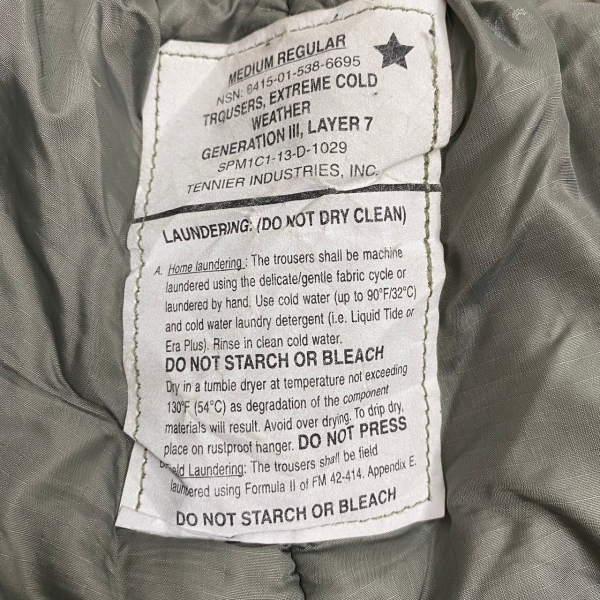 MEDIUM REGULAR
NSN: 8415-01-538-6695
TROUSERS, EXTREME COLD
WEATHER
GENERATION III, LAYER 7
SPM1C1-13-D-1029
TENNIER INDUSTRIES, INC.
LAUNDERING: (DO NOT DRY CLEAN)
A. Home laundering : The trousers shall be machine
laundered using the delicate/gentle fabric cycle or
laundered by hand. Use cold water (up to 90°F/32°C)
and cold water laundry detergent (i.e. Liquid Tide or
Era Plus). Rinse in clean cold water.
DO NOT STARCH OR BLEACH
Dry in a tumble dryer at temperature not exceeding
130°F (54°C) as degradation of the component
materials will result. Avoid over drying. To drip dry,
place on rustproof hanger. DO NOT PRESS
Field Laundering: The trousers shall be field
laundered using Formula II of FM 42-414. Appendix E.
DO NOT STARCH OR BLEACH